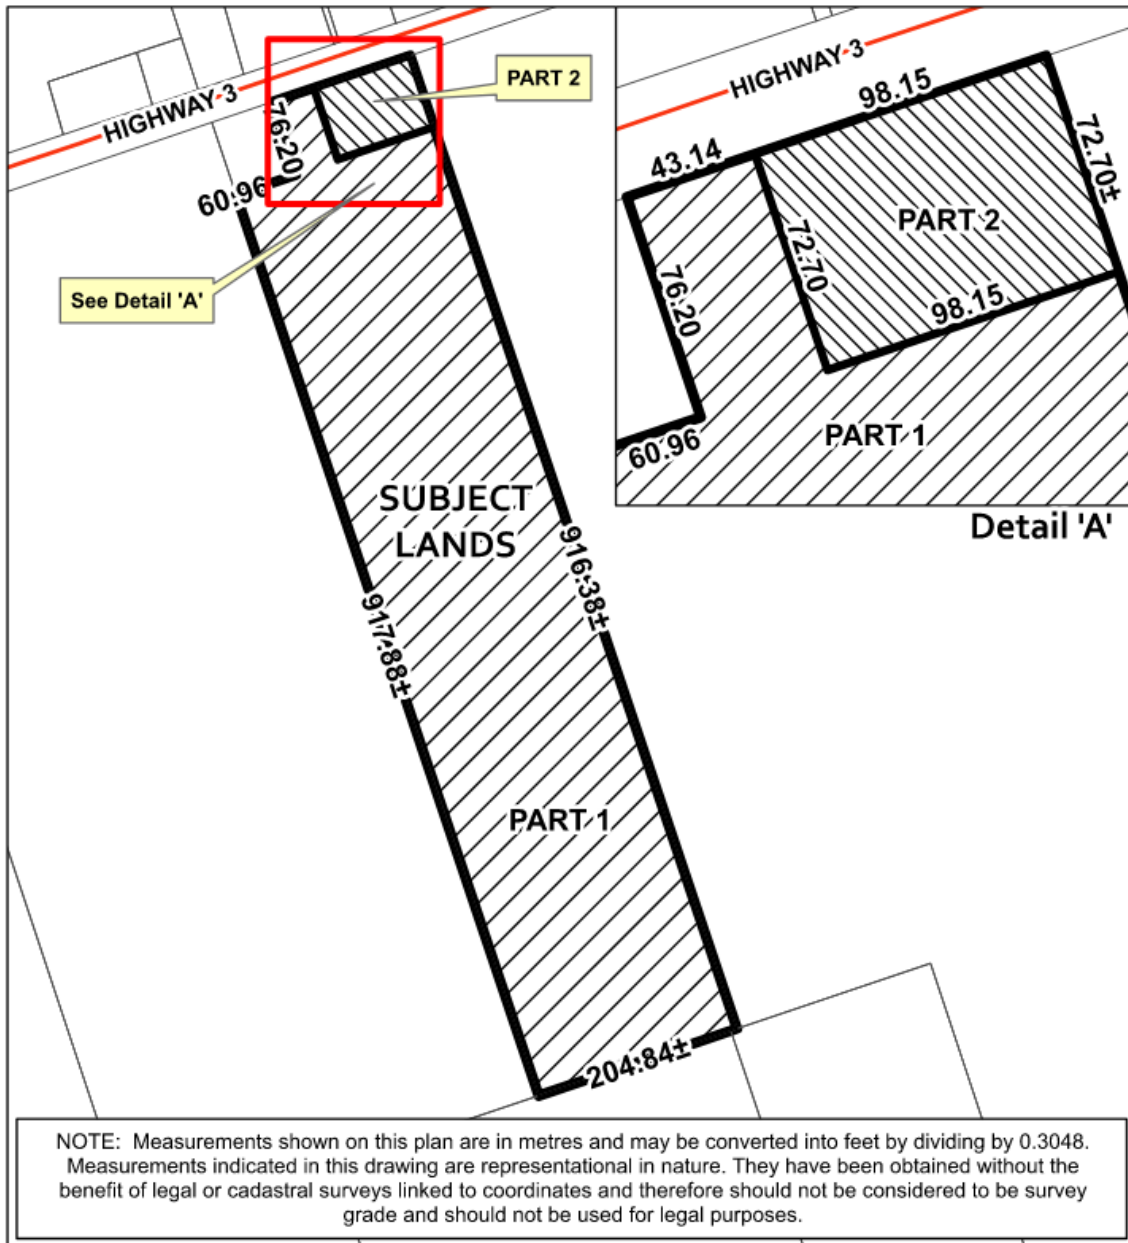 HIGHWAY 3
PART 2
76.20
60.96
See Detail 'A'
SUBJECT
LANDS
916.38±
917.88±
PART 1
204.84±
HIGHWAY 3
98.15
43.14
72.70±
PART 2
72.70
76.20
98.15
PART 1
60.96
Detail 'A'
NOTE: Measurements shown on this plan are in metres and may be converted into feet by dividing by 0.3048.
Measurements indicated in this drawing are representational in nature. They have been obtained without the
benefit of legal or cadastral surveys linked to coordinates and therefore should not be considered to be survey
grade and should not be used for legal purposes.